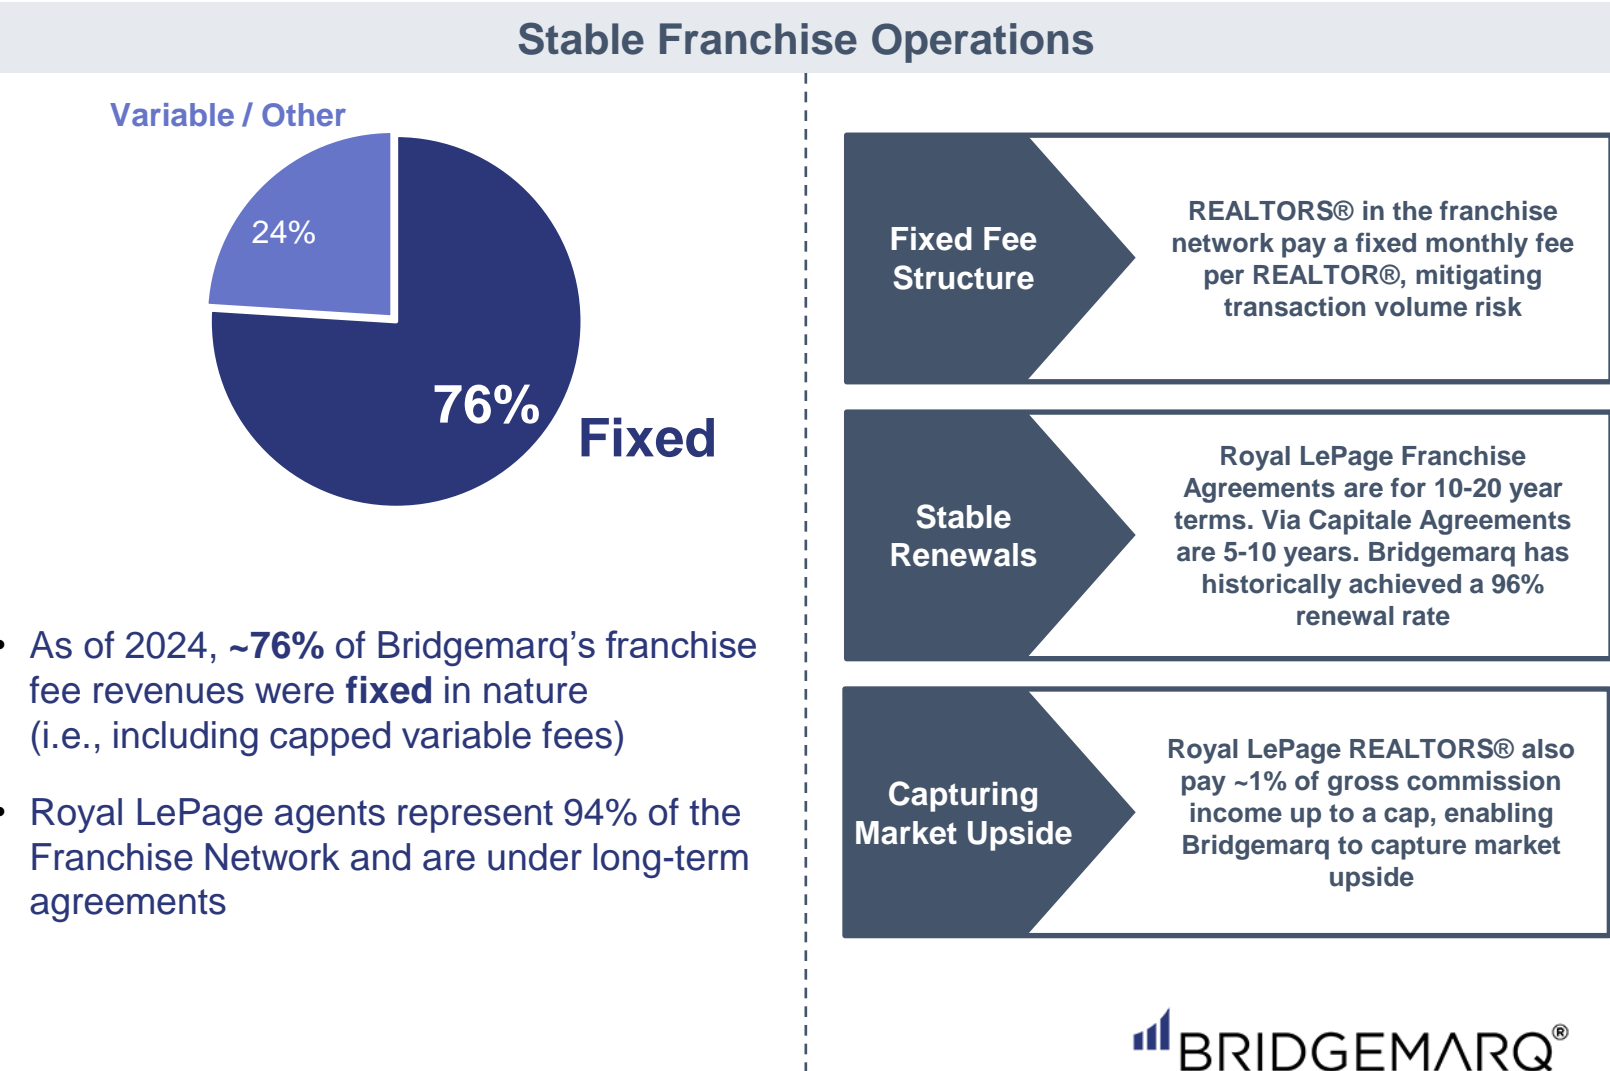 Stable Franchise Operations
Variable / Other
24%
76%
Fixed
• As of 2024, ~76% of Bridgemarq’s franchise
fee revenues were fixed in nature
(i.e., including capped variable fees)
• Royal LePage agents represent 94% of the
Franchise Network and are under long-term
agreements
Fixed Fee
Structure
REALTORS® in the franchise
network pay a fixed monthly fee
per REALTOR®, mitigating
transaction volume risk
Stable
Renewals
Royal LePage Franchise
Agreements are for 10-20 year
terms. Via Capitale Agreements
are 5-10 years. Bridgemarq has
historically achieved a 96%
renewal rate
Capturing
Market Upside
Royal LePage REALTORS® also
pay ~1% of gross commission
income up to a cap, enabling
Bridgemarq to capture market
upside
BRIDGEMARQ®